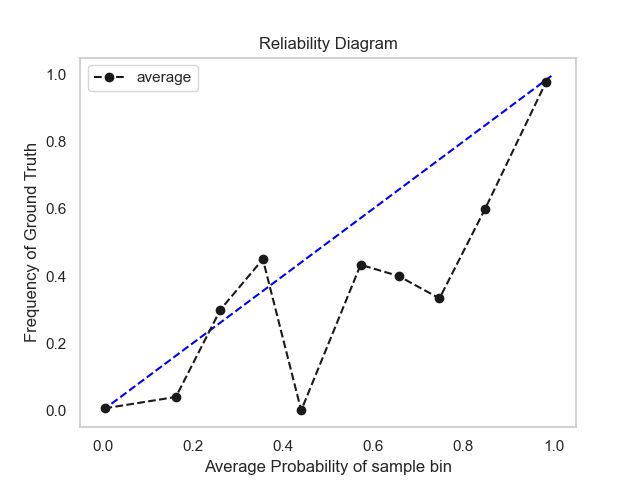 Reliability Diagram
average
Frequency of Ground Truth
1.0
0.8
0.6
0.4
0.2
0.0
0.0 0.2 0.4 0.6 0.8 1.0
Average Probability of sample bin